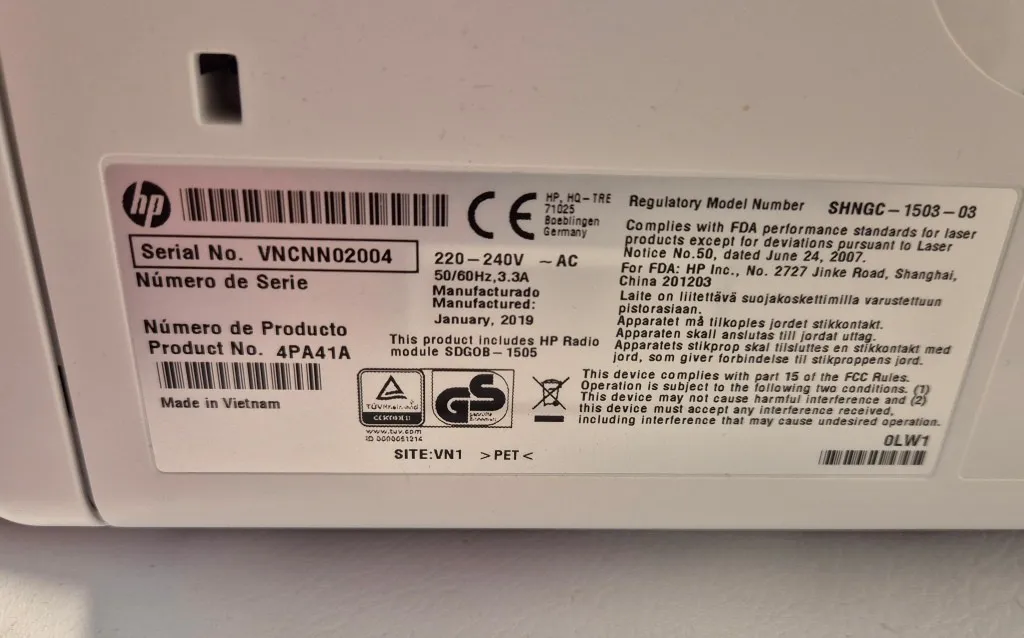 hp
Serial No. VNCNN02004
Número de Serie
Número de Producto
Product No. 4PA41A
Made in Vietnam
CE
HP, HQ-TRE
71025
Boeblingen
Germany
220-240V ~ AC
50/60Hz,3.3A
Manufacturado
Manufactured:
January, 2019
This product includes HP Radio
module SDGOB-1505
TÜVRheinland
CERTIFIED
www.tuv.com
ID 0000051214
GS
SITE:VN1 >PET<
Regulatory Model Number SHNGC-1503-03
Complies with FDA performance standards for laser
products except for deviations pursuant to Laser
Notice No.50, dated June 24, 2007.
For FDA: HP Inc., No. 2727 Jinke Road, Shanghai,
China 201203
Laite on liitettävä suojakoskettimilla varustettuun
pistorasiaan.
Apparatet må tilkoples jordet stikkontakt.
Apparaten skall anslutas till jordat uttag.
Apparatets stikprop skal tilsluttes en stikkontakt med
jord, som giver forbindelse til stikproppens jord.
This device complies with part 15 of the FCC Rules.
Operation is subject to the following two conditions. (1)
This device may not cause harmful interference and (2)
this device must accept any interference received,
including interference that may cause undesired operation.
0LW1